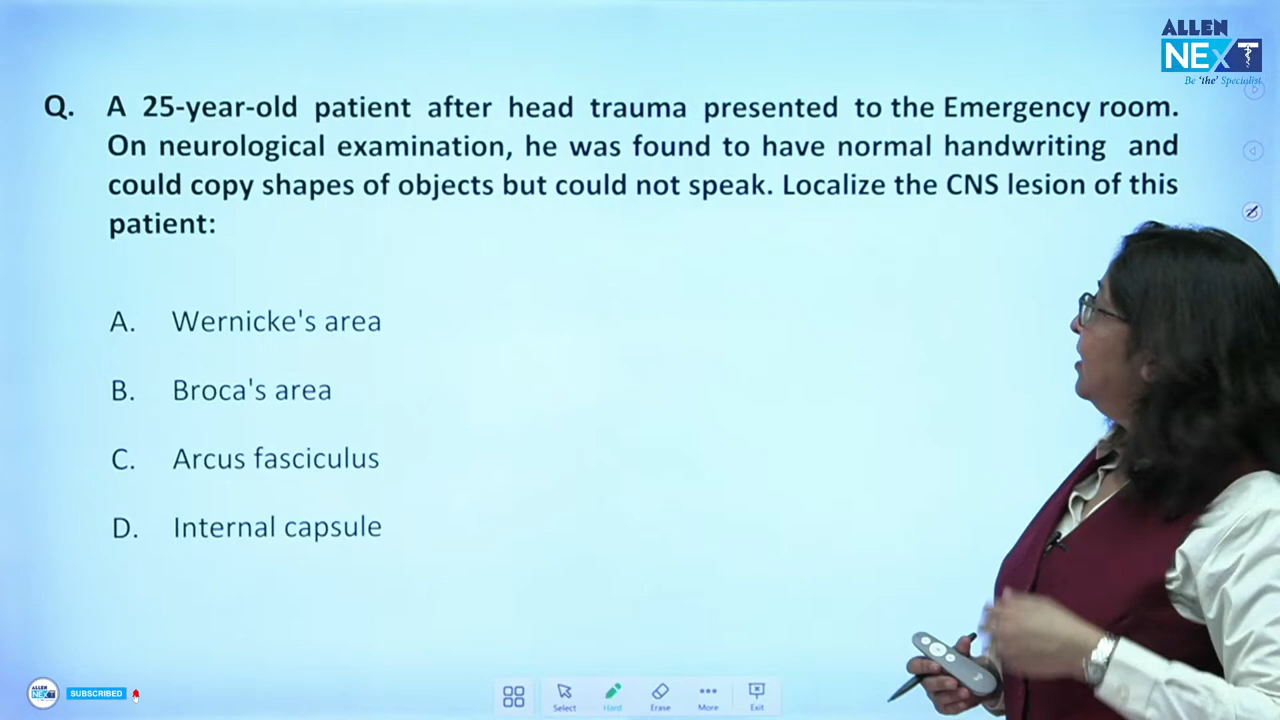 ALLEN
NExT
Be 'the' Specialist
Q. A 25-year-old patient after head trauma presented to the Emergency room.
On neurological examination, he was found to have normal handwriting and
could copy shapes of objects but could not speak. Localize the CNS lesion of this
patient:
A. Wernicke's area
B. Broca's area
C. Arcus fasciculus
D. Internal capsule
ALLEN
NExT
SUBSCRIBED
Select
Hard
Erase
More
Exit